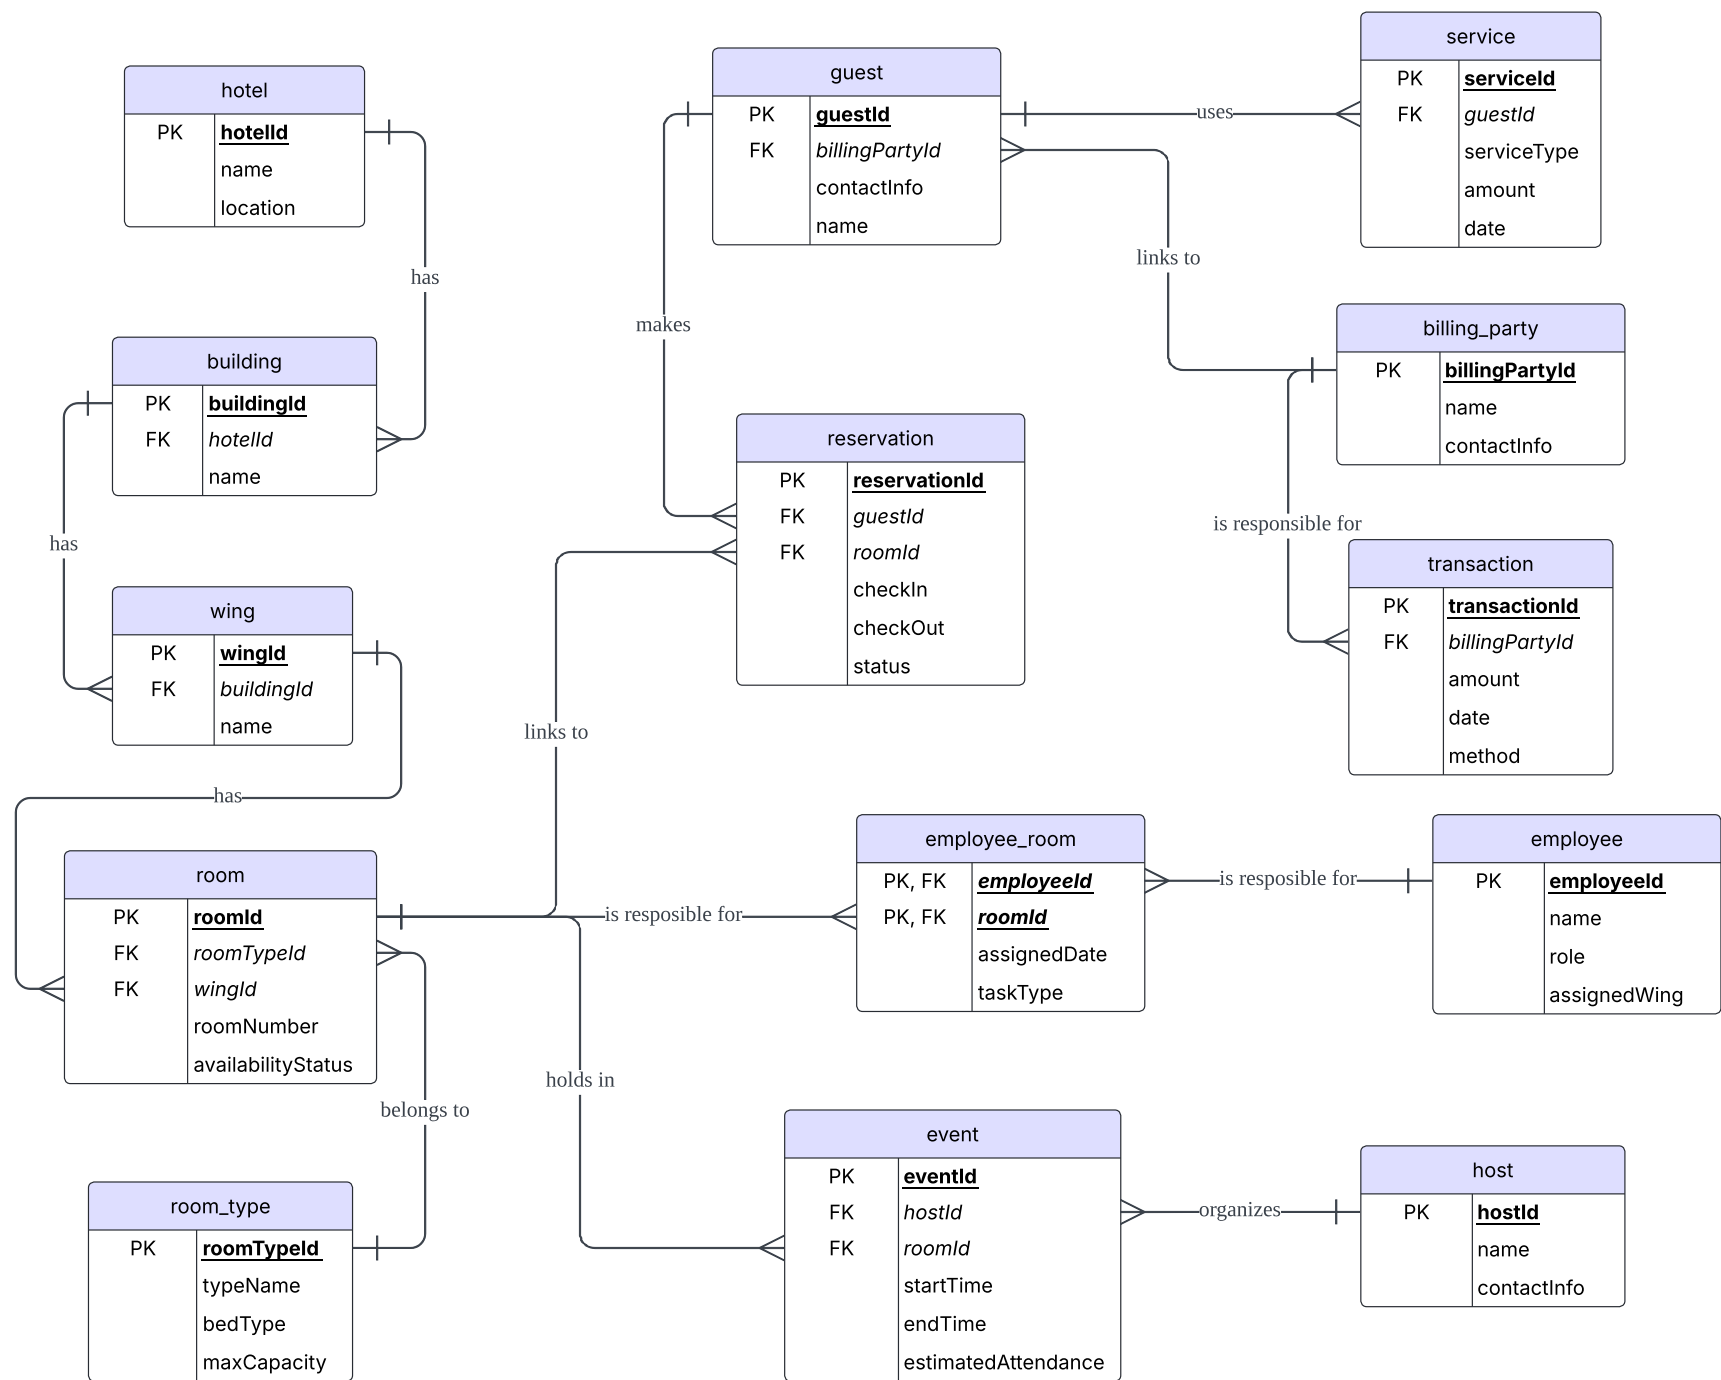 hotel
PK hotelId
name
location
has
building
PK buildingId
FK hotelId
name
has
wing
PK wingId
FK buildingId
name
has
room
PK roomId
FK roomTypeId
FK wingId
roomNumber
availabilityStatus
belongs to
room_type
PK roomTypeId
typeName
bedType
maxCapacity
guest
PK guestId
FK billingPartyId
contactInfo
name
makes
reservation
PK reservationId
FK guestId
FK roomId
checkIn
checkOut
status
links to
is resposible for
employee_room
PK, FK employeeId
PK, FK roomId
assignedDate
taskType
holds in
event
PK eventId
FK hostId
FK roomId
startTime
endTime
estimatedAttendance
uses
service
PK serviceId
FK guestId
serviceType
amount
date
links to
billing_party
PK billingPartyId
name
contactInfo
is responsible for
transaction
PK transactionId
FK billingPartyId
amount
date
method
is resposible for
employee
PK employeeId
name
role
assignedWing
organizes
host
PK hostId
name
contactInfo